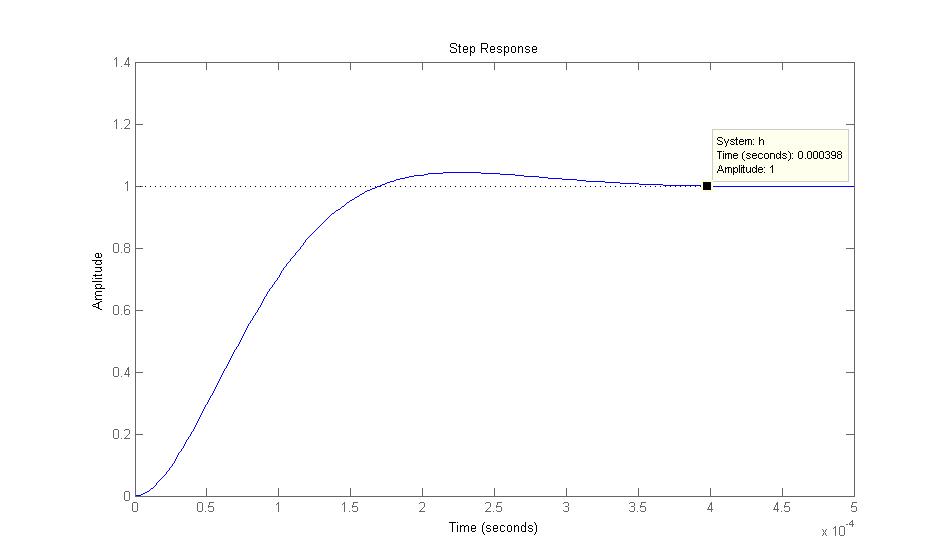 Step Response
1.4
1.2
1
0.8
0.6
0.4
0.2
0
Amplitude
System: h
Time (seconds): 0.000398
Amplitude: 1
0 0.5 1 1.5 2 2.5 3 3.5 4 4.5 5
x 10^-4
Time (seconds)